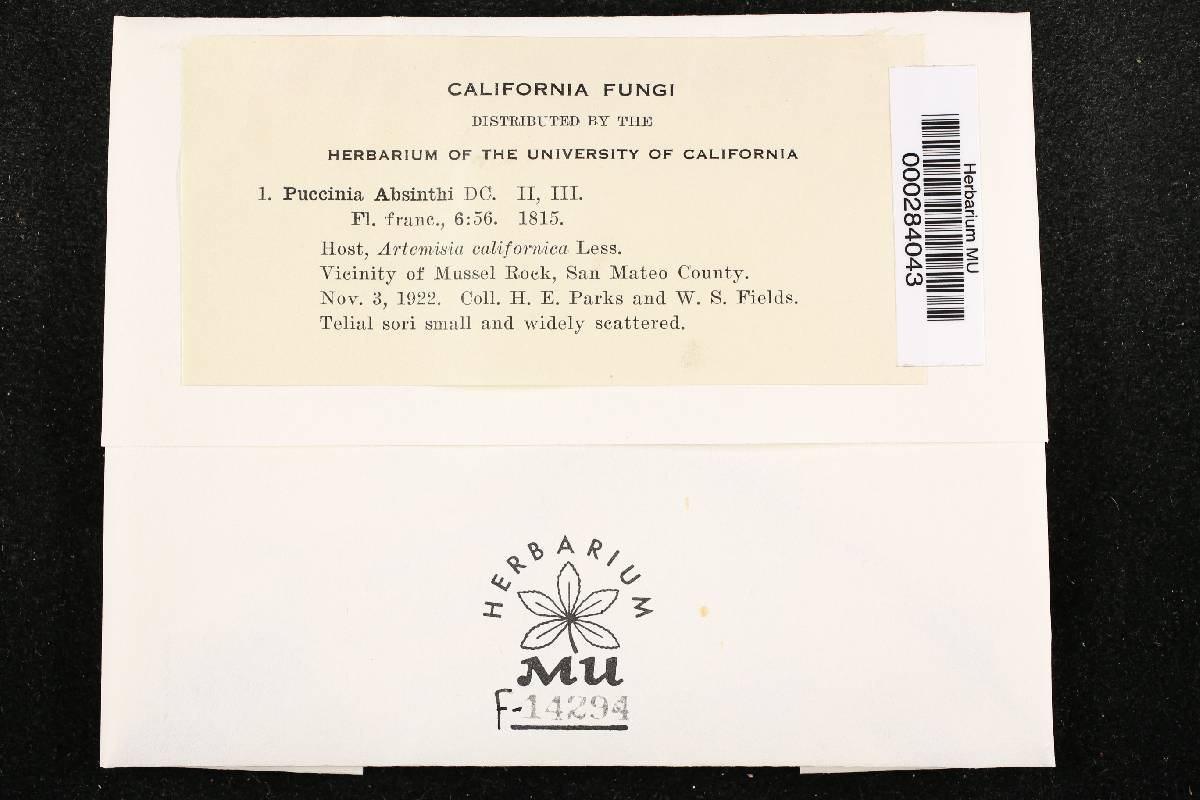 CALIFORNIA FUNGI
DISTRIBUTED BY THE
HERBARIUM OF THE UNIVERSITY OF CALIFORNIA
1. Puccinia Absinthi DC. II, III.
Fl. franc., 6:56. 1815.
Host, Artemisia californica Less.
Vicinity of Mussel Rock, San Mateo County.
Nov. 3, 1922. Coll. H. E. Parks and W. S. Fields.
Telial sori small and widely scattered.
Herbarium MU
000284043
HERBARIUM
MU
F-14294